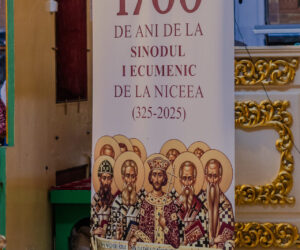 1700
DE ANI DE LA
SINODUL
I ECUMENIC
DE LA NICEEA
(325-2025)